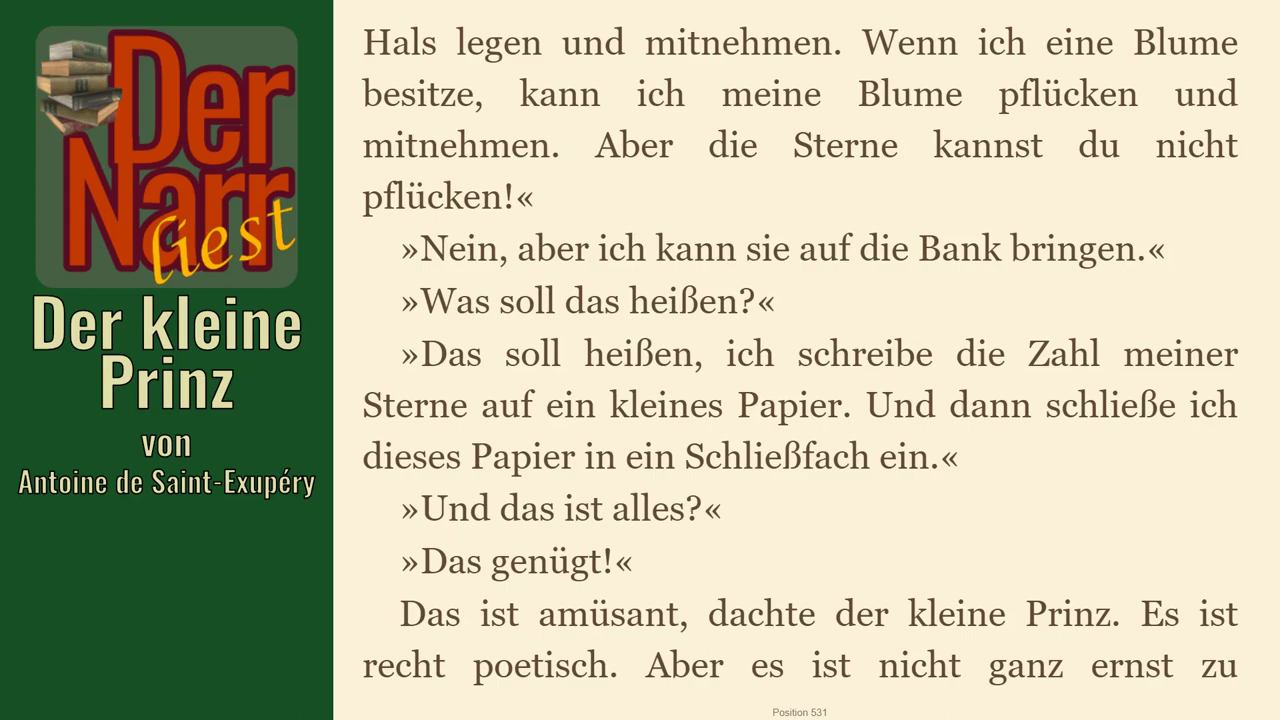 Der
Narr
liest
Der kleine
Prinz
von
Antoine de Saint-Exupéry
Hals legen und mitnehmen. Wenn ich eine Blume
besitze, kann ich meine Blume pflücken und
mitnehmen. Aber die Sterne kannst du nicht
pflücken!«
»Nein, aber ich kann sie auf die Bank bringen.«
»Was soll das heißen?«
»Das soll heißen, ich schreibe die Zahl meiner
Sterne auf ein kleines Papier. Und dann schließe ich
dieses Papier in ein Schließfach ein.«
»Und das ist alles?«
»Das genügt!«
Das ist amüsant, dachte der kleine Prinz. Es ist
recht poetisch. Aber es ist nicht ganz ernst zu
Position 531